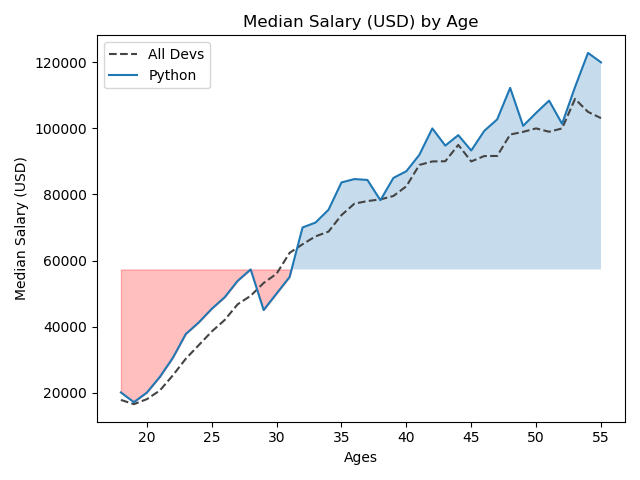 Median Salary (USD) by Age
All Devs
Python
Median Salary (USD)
120000
100000
80000
60000
40000
20000
20 25 30 35 40 45 50 55
Ages